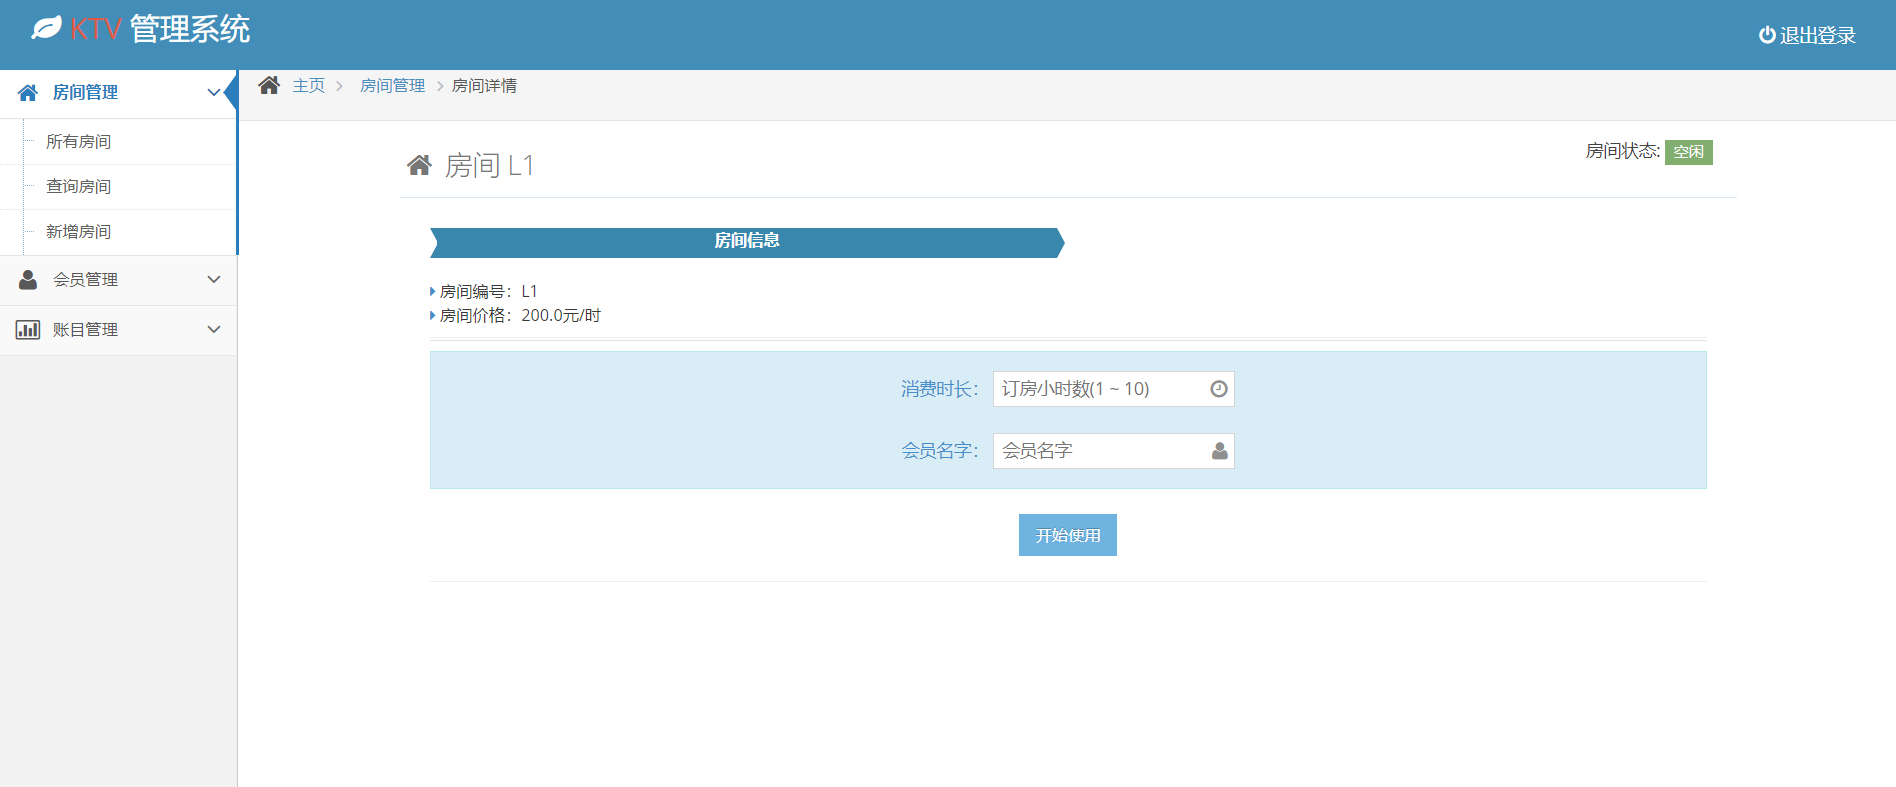 KTV 管理系统
退出登录
房间管理
所有房间
查询房间
新增房间
会员管理
账目管理
主页 房间管理 房间详情
房间 L1
房间状态: 空闲
房间信息
房间编号：L1
房间价格：200.0元/时
消费时长： 订房小时数(1 ~ 10)
会员名字： 会员名字
开始使用